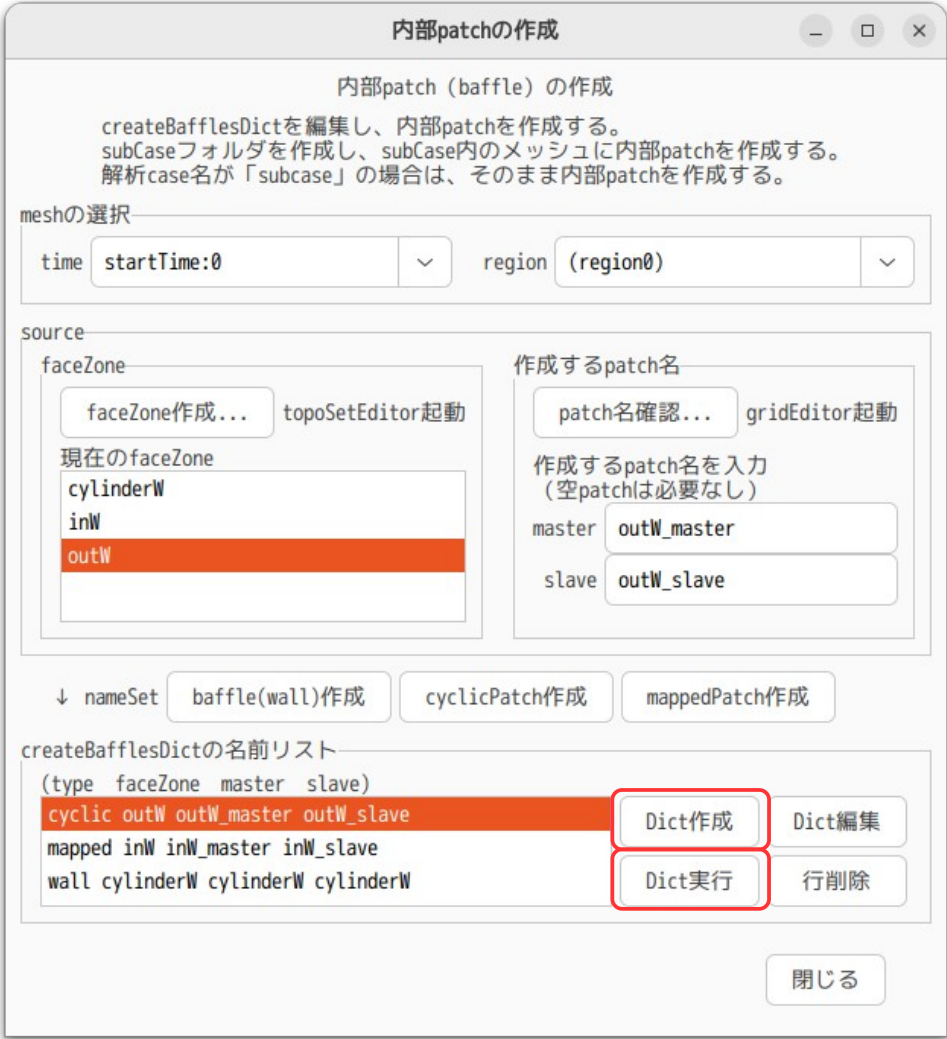 内部patchの作成
内部patch (baffle) の作成
createBafflesDictを編集し、内部patchを作成する。
subCaseフォルダを作成し、subCase内のメッシュに内部patchを作成する。
解析case名が「subcase」の場合は、そのまま内部patchを作成する。
meshの選択
time startTime:0 region (region0)
source
faceZone
faceZone作成... topoSetEditor起動
現在のfaceZone
cylinderW
inW
outW
作成するpatch名
patch名確認... gridEditor起動
作成するpatch名を入力
(空patchは必要なし)
master outW_master
slave outW_slave
↓ nameSet baffle(wall)作成 cyclicPatch作成 mappedPatch作成
createBafflesDictの名前リスト
(type faceZone master slave)
cyclic outW outW_master outW_slave
mapped inW inW_master inW_slave
wall cylinderW cylinderW cylinderW
Dict作成 Dict編集
Dict実行 行削除
閉じる